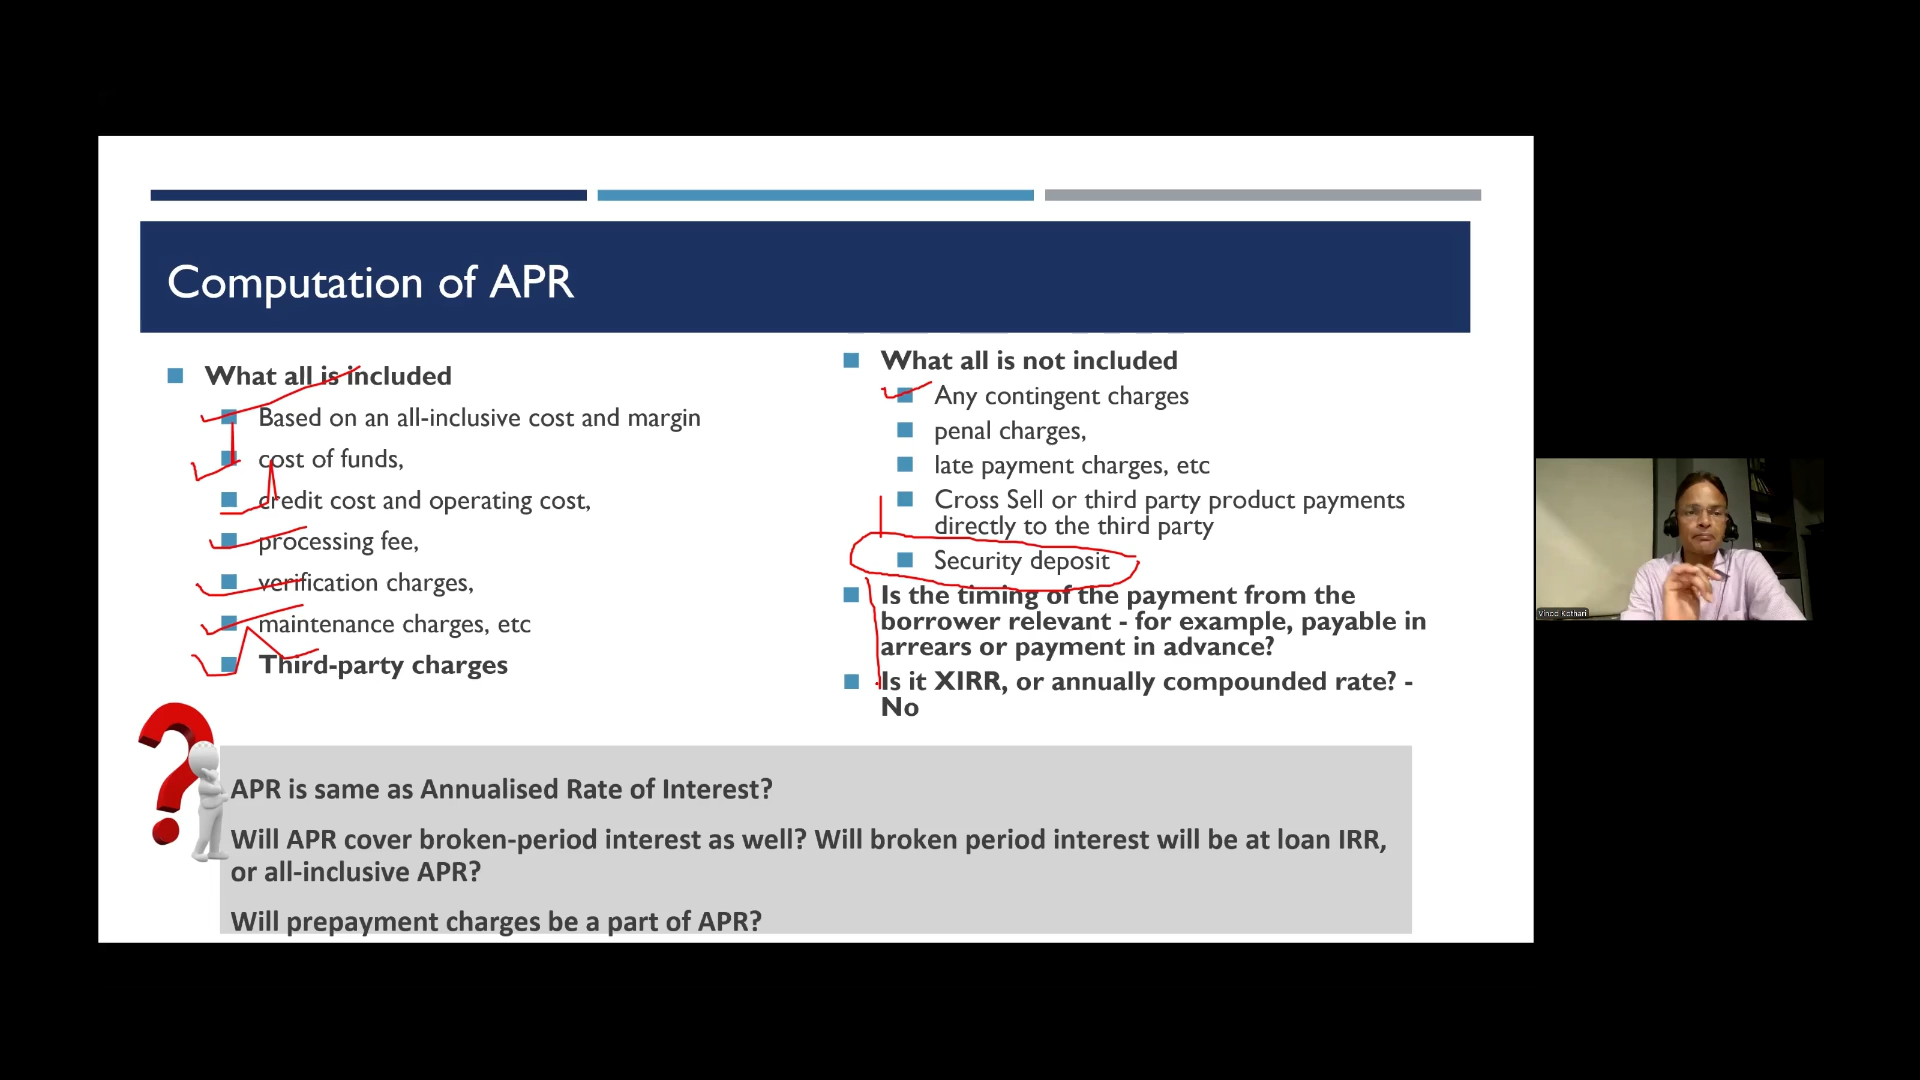 Computation of APR
What all is included
Based on an all-inclusive cost and margin
cost of funds,
credit cost and operating cost,
processing fee,
verification charges,
maintenance charges, etc
Third-party charges
What all is not included
Any contingent charges
penal charges,
late payment charges, etc
Cross Sell or third party product payments
directly to the third party
Security deposit
Is the timing of the payment from the
borrower relevant - for example, payable in
arrears or payment in advance?
Is it XIRR, or annually compounded rate? -
No
APR is same as Annualised Rate of Interest?
Will APR cover broken-period interest as well? Will broken period interest will be at loan IRR,
or all-inclusive APR?
Will prepayment charges be a part of APR?
Vinod Kothari